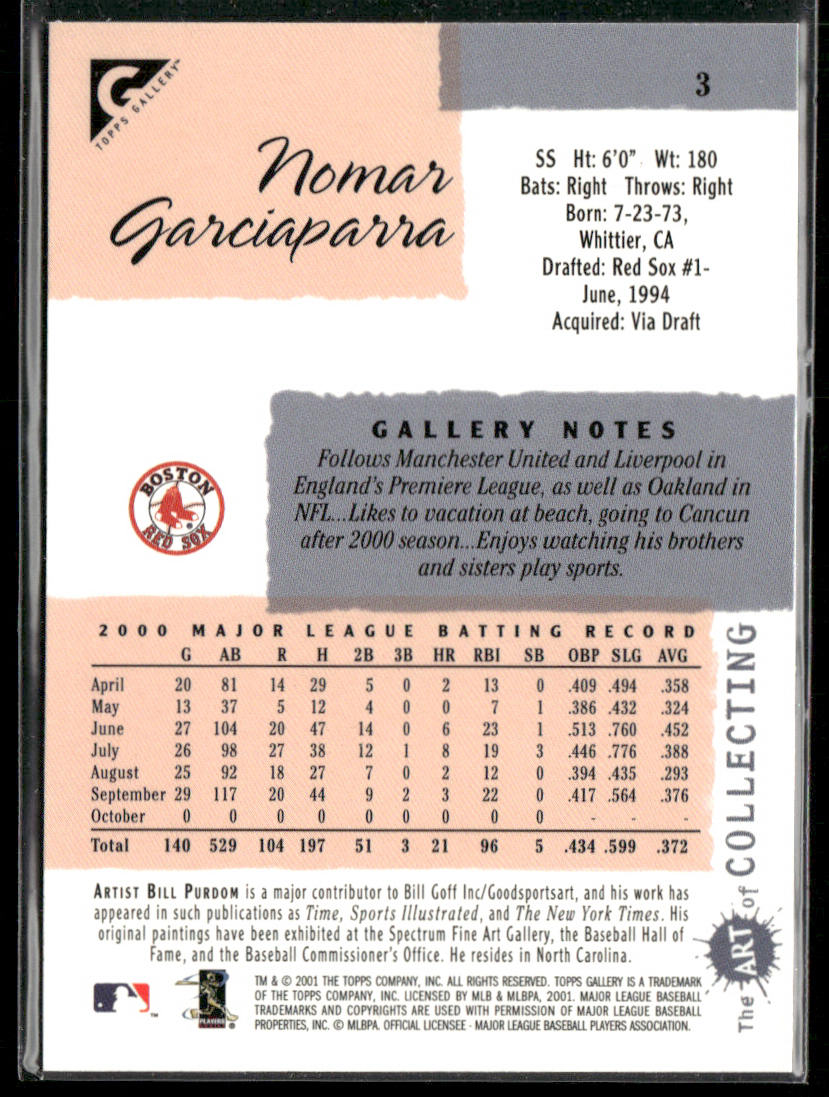 G
TOPPS GALLERY™
3
Nomar
Garciaparra
SS Ht: 6'0" Wt: 180
Bats: Right Throws: Right
Born: 7-23-73,
Whittier, CA
Drafted: Red Sox #1-
June, 1994
Acquired: Via Draft
GALLERY NOTES
Follows Manchester United and Liverpool in
England's Premiere League, as well as Oakland in
NFL...Likes to vacation at beach, going to Cancun
after 2000 season...Enjoys watching his brothers
and sisters play sports.
BOSTON
RED SOX
2000 MAJOR LEAGUE BATTING RECORD
G AB R H 2B 3B HR RBI SB OBP SLG AVG
April 20 81 14 29 5 0 2 13 0 .409 .494 .358
May 13 37 5 12 4 0 0 7 1 .386 .432 .324
June 27 104 20 47 14 0 6 23 1 .513 .760 .452
July 26 98 27 38 12 1 8 19 3 .446 .776 .388
August 25 92 18 27 7 0 2 12 0 .394 .435 .293
September 29 117 20 44 9 2 3 22 0 .417 .564 .376
October 0 0 0 0 0 0 0 0 0 - - -
Total 140 529 104 197 51 3 21 96 5 .434 .599 .372
The ART of COLLECTING
ARTIST BILL PURDOM is a major contributor to Bill Goff Inc/Goodsportsart, and his work has
appeared in such publications as Time, Sports Illustrated, and The New York Times. His
original paintings have been exhibited at the Spectrum Fine Art Gallery, the Baseball Hall of
Fame, and the Baseball Commissioner's Office. He resides in North Carolina.
TM & © 2001 THE TOPPS COMPANY, INC. ALL RIGHTS RESERVED. TOPPS GALLERY IS A TRADEMARK
OF THE TOPPS COMPANY, INC. LICENSED BY MLB & MLBPA, 2001. MAJOR LEAGUE BASEBALL
TRADEMARKS AND COPYRIGHTS ARE USED WITH PERMISSION OF MAJOR LEAGUE BASEBALL
PROPERTIES, INC. © MLBPA. OFFICIAL LICENSEE - MAJOR LEAGUE BASEBALL PLAYERS ASSOCIATION.
PLAYERS